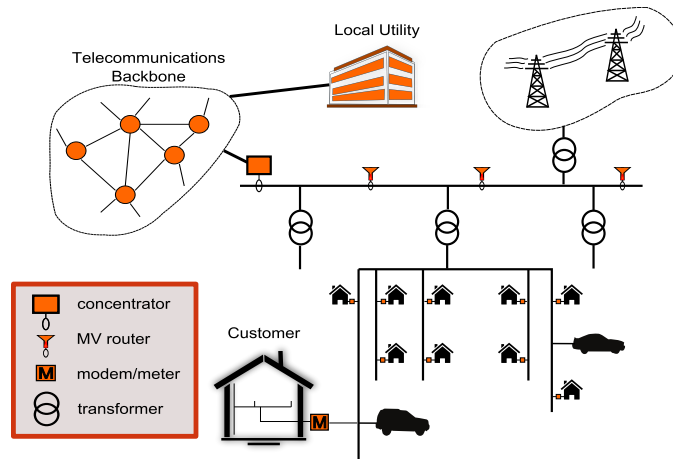 Local Utility
Telecommunications
Backbone
concentrator
MV router
M modem/meter
transformer
Customer
M